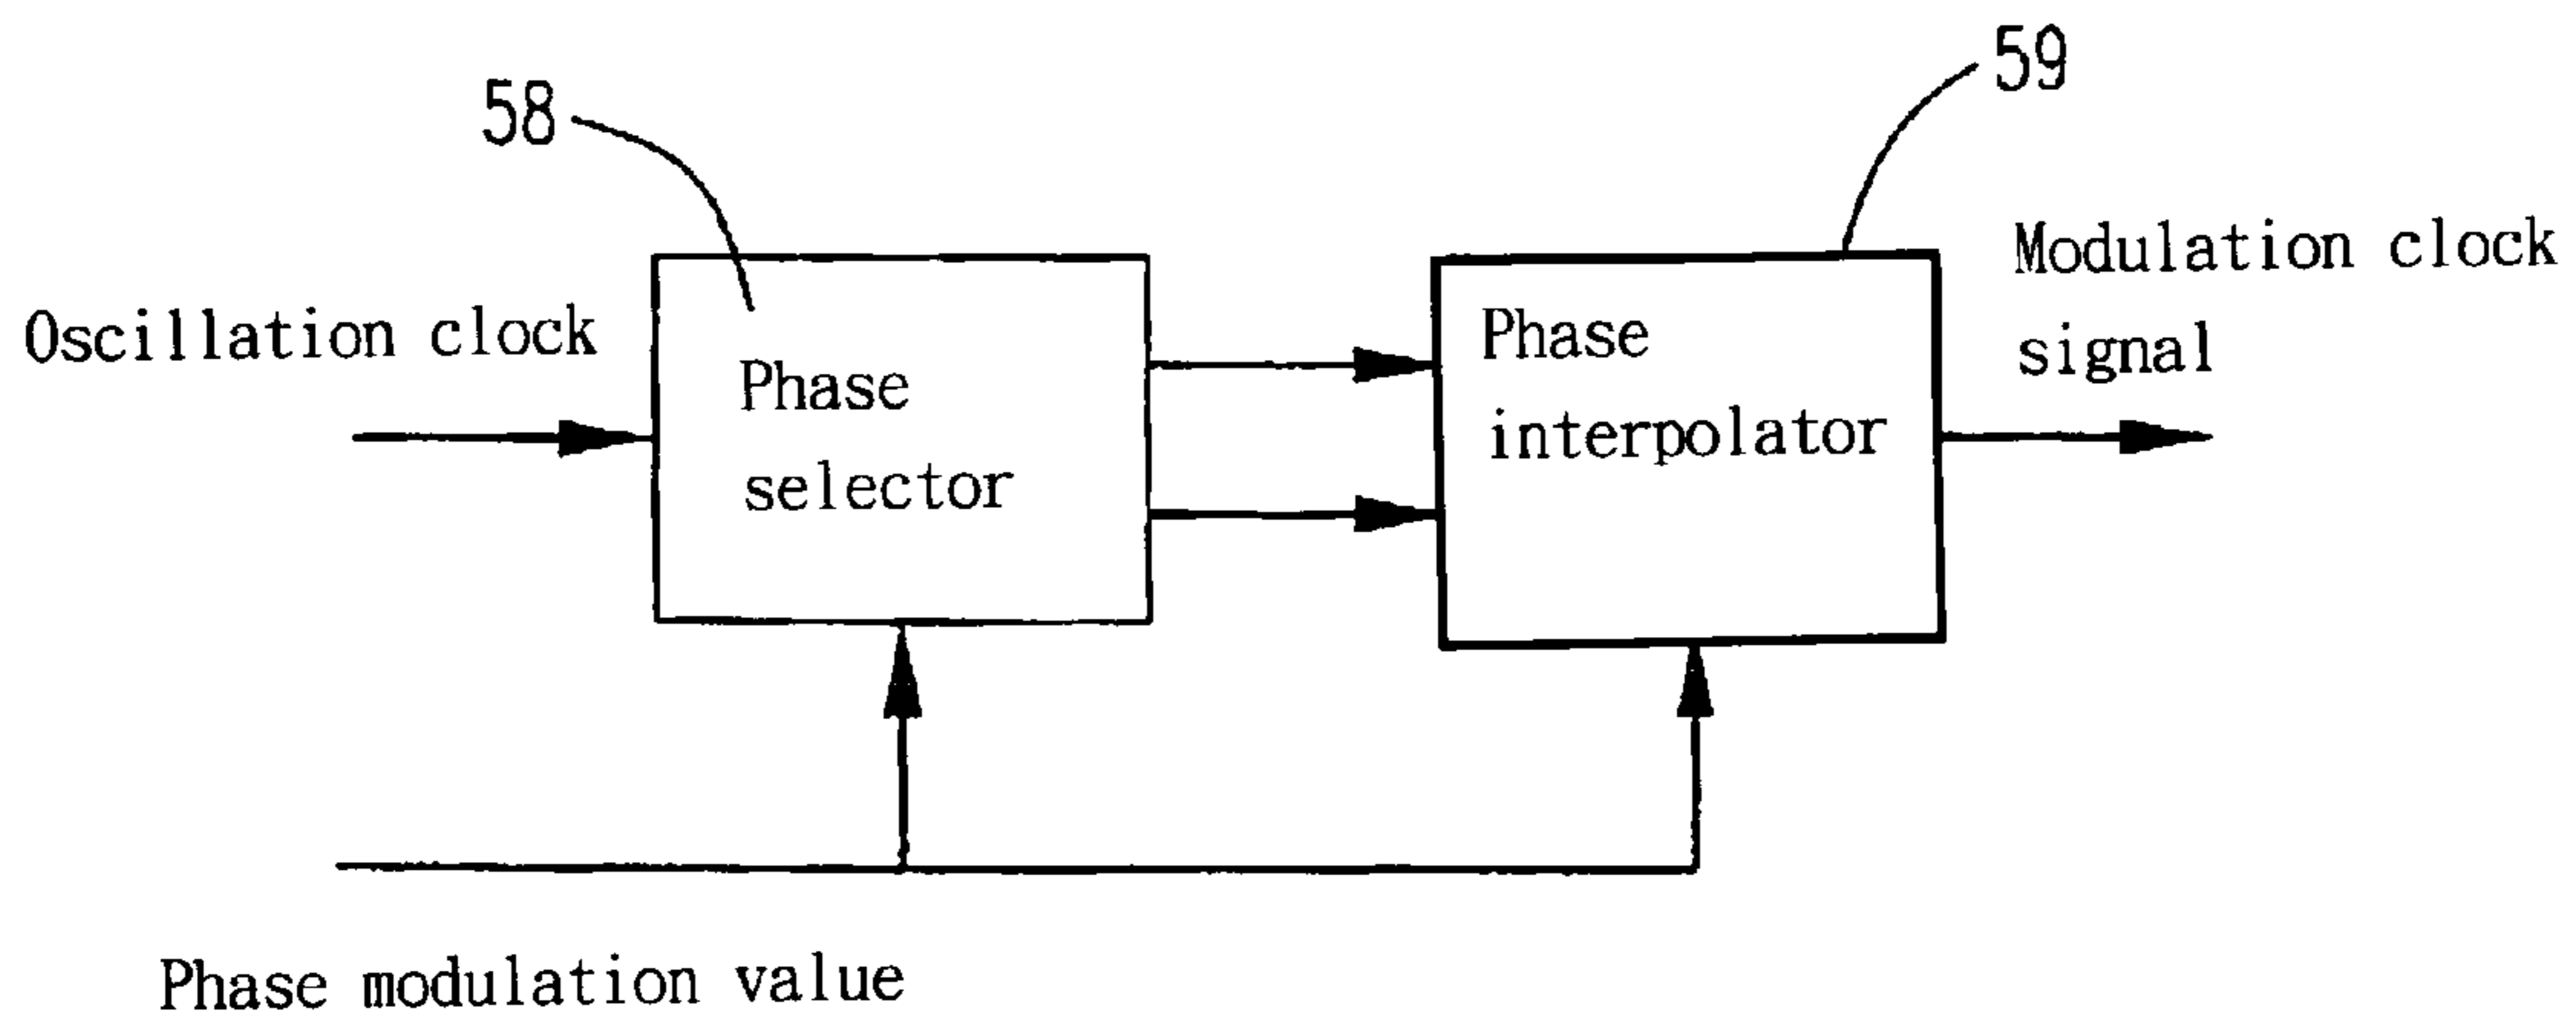 58
59
Oscillation clock
Phase
selector
Phase
interpolator
Modulation clock
signal
Phase modulation value